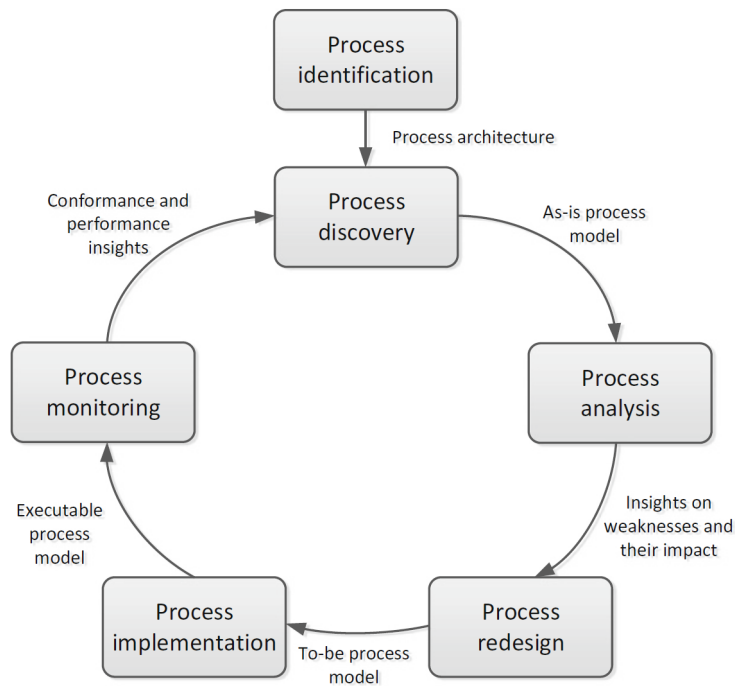 Process
identification
Process architecture
Process
discovery
As-is process
model
Process
analysis
Insights on
weaknesses and
their impact
Process
redesign
To-be process
model
Process
implementation
Executable
process
model
Process
monitoring
Conformance and
performance
insights